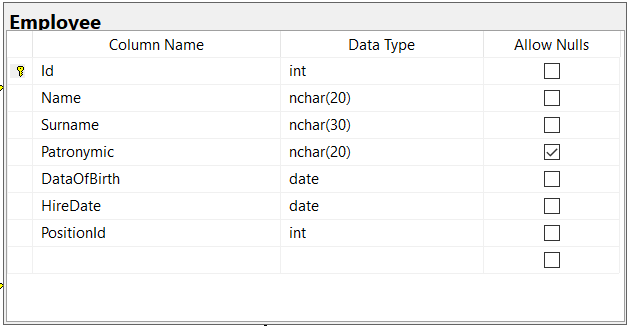 Employee
Column Name Data Type Allow Nulls
Id int
Name nchar(20)
Surname nchar(30)
Patronymic nchar(20)
DataOfBirth date
HireDate date
PositionId int